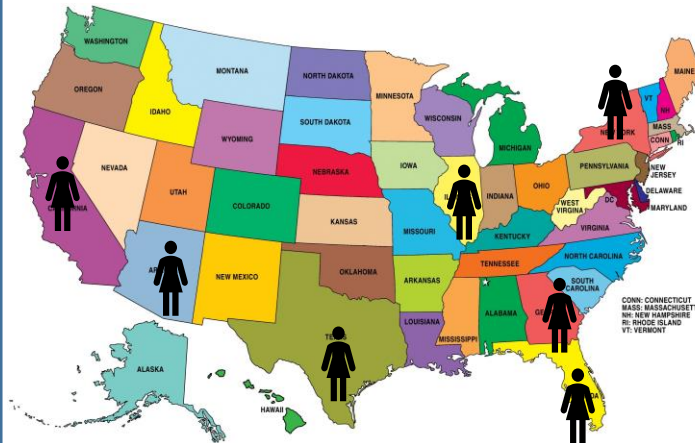 WASHINGTON
OREGON
IDAHO
MONTANA
NORTH DAKOTA
SOUTH DAKOTA
MINNESOTA
WISCONSIN
MICHIGAN
WYOMING
NEBRASKA
IOWA
NEVADA
UTAH
COLORADO
KANSAS
MISSOURI
INDIANA
OHIO
WEST
VIRGINIA
PENNSYLVANIA
MAINE
VT
NH
MASS
CONN
RI
NEW
JERSEY
DELAWARE
MARYLAND
DC
VIRGINIA
KENTUCKY
NORTH CAROLINA
TENNESSEE
SOUTH
CAROLINA
NEW MEXICO
OKLAHOMA
ARKANSAS
LOUISIANA
MISSISSIPPI
ALABAMA
ALASKA
HAWAII
CONN: CONNECTICUT
MASS: MASSACHUSETT
NH: NEW HAMPSHIRE
RI: RHODE ISLAND
VT: VERMONT